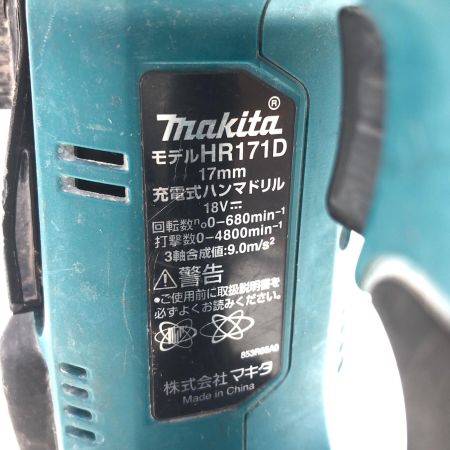 makita®
モデルHR171D
17mm
充電式ハンマドリル
18V⎓
回転数n₀0-680min⁻¹
打撃数0-4800min⁻¹
3軸合成値:9.0m/s²
⚠警告
•ご使用前に取扱説明書を
必ずよくお読みください。
853R65A0
株式会社 マキタ
Made in China